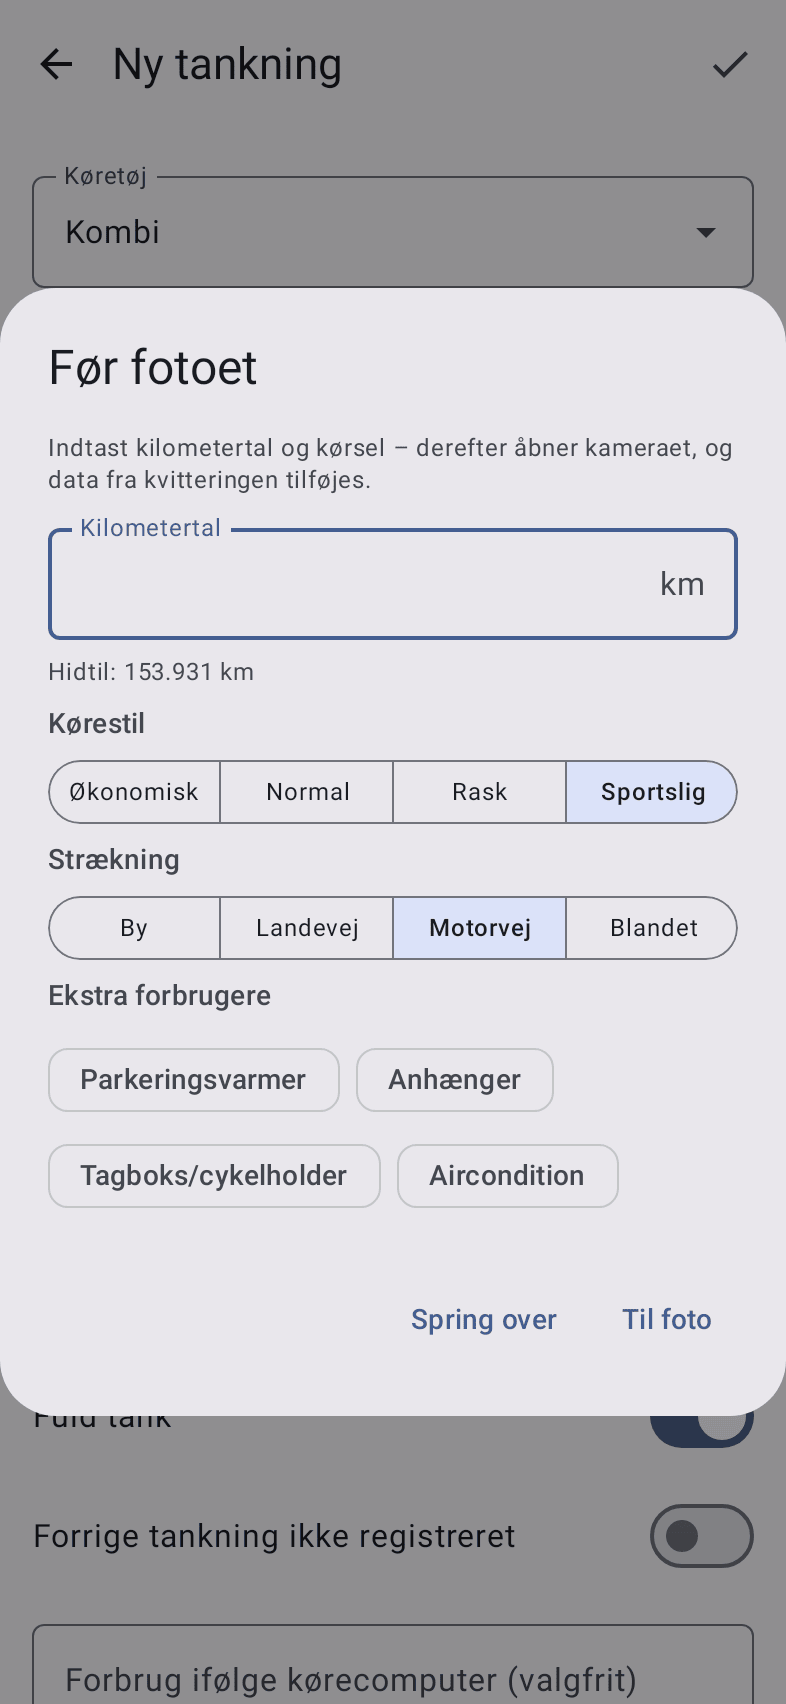 Ny tankning
Køretøj
Kombi
Før fotoet
Indtast kilometertal og kørsel – derefter åbner kameraet, og
data fra kvitteringen tilføjes.
Kilometertal
km
Hidtil: 153.931 km
Kørestil
Økonomisk Normal Rask Sportslig
Strækning
By Landevej Motorvej Blandet
Ekstra forbrugere
Parkeringsvarmer Anhænger
Tagboks/cykelholder Aircondition
Spring over Til foto
Fuld tank
Forrige tankning ikke registreret
Forbrug ifølge kørecomputer (valgfrit)